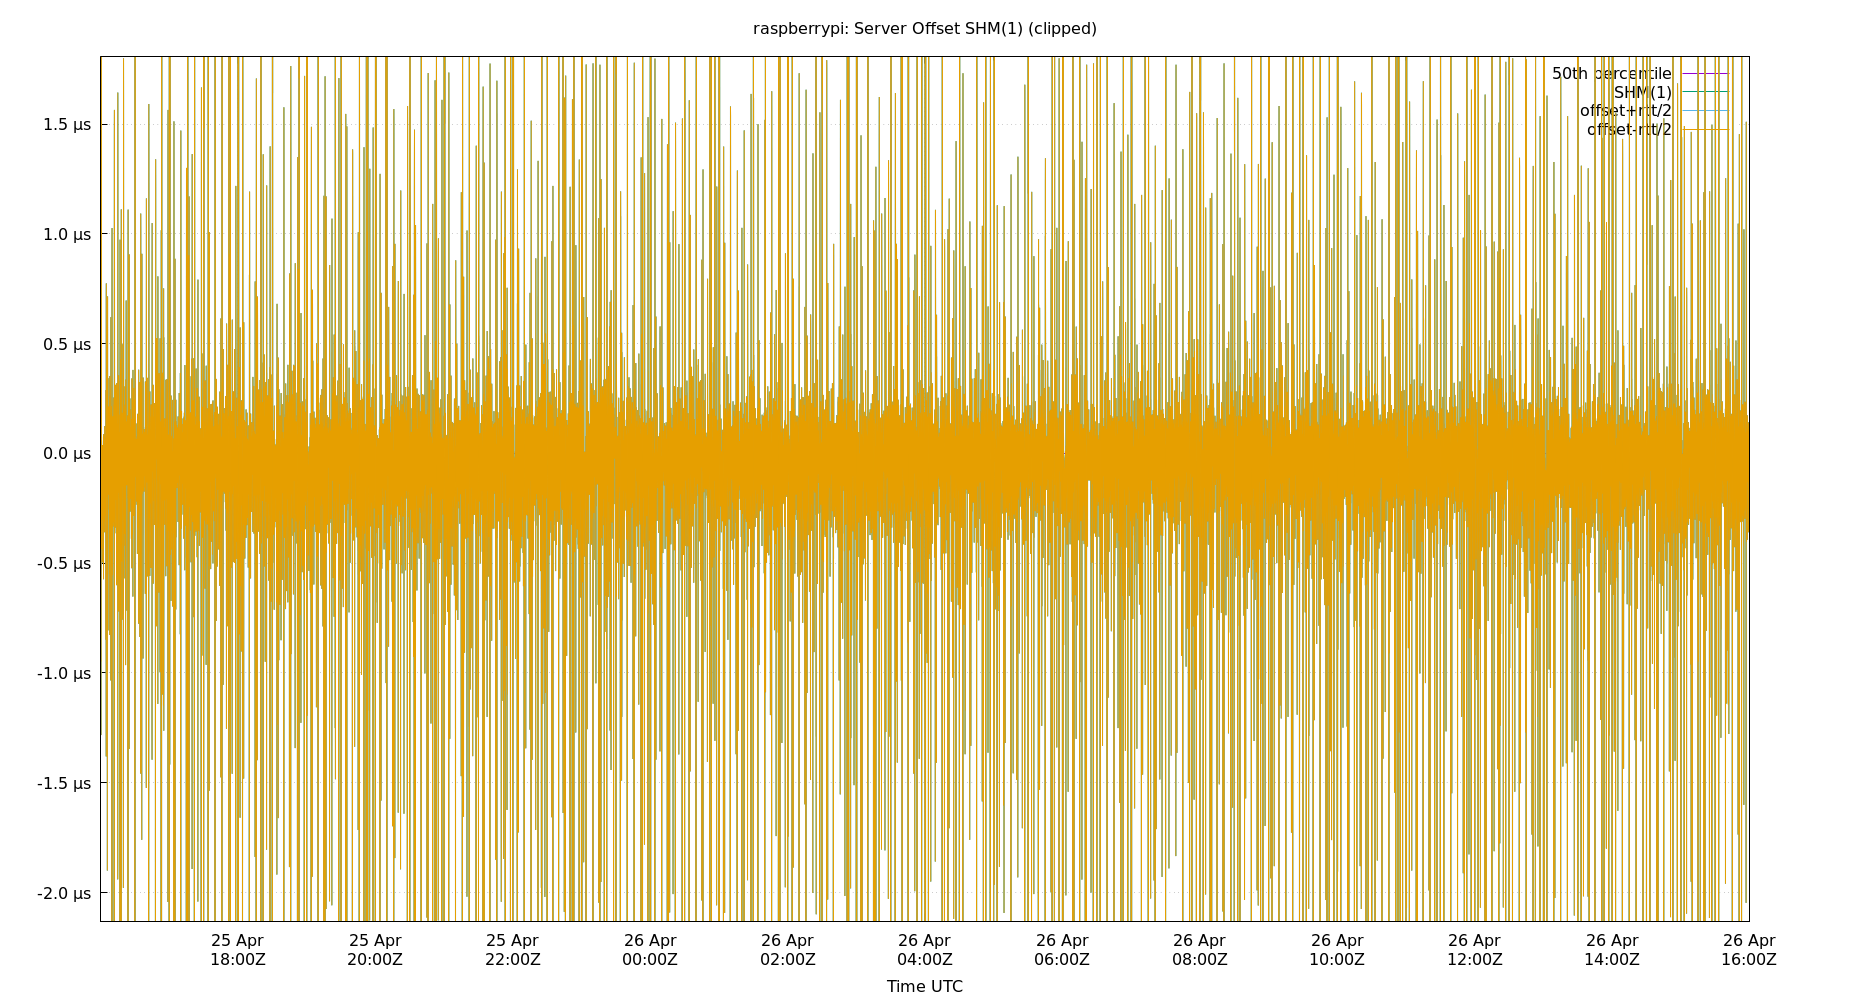 raspberrypi: Server Offset SHM(1) (clipped)
50th percentile
SHM(1)
offset+rtt/2
offset-rtt/2
1.5 µs
1.0 µs
0.5 µs
0.0 µs
-0.5 µs
-1.0 µs
-1.5 µs
-2.0 µs
25 Apr 25 Apr 25 Apr 26 Apr 26 Apr 26 Apr 26 Apr 26 Apr 26 Apr 26 Apr 26 Apr 26 Apr
18:00Z 20:00Z 22:00Z 00:00Z 02:00Z 04:00Z 06:00Z 08:00Z 10:00Z 12:00Z 14:00Z 16:00Z
Time UTC